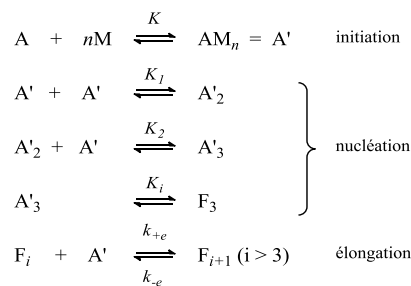 K
A + nM ⇌ AMₙ = A' initiation
K₁
A' + A' ⇌ A'₂
K₂
A'₂ + A' ⇌ A'₃ nucléation
Kᵢ
A'₃ ⇌ F₃
k₊ₑ
Fᵢ + A' ⇌ Fᵢ₊₁ (i > 3) élongation
k₋ₑ